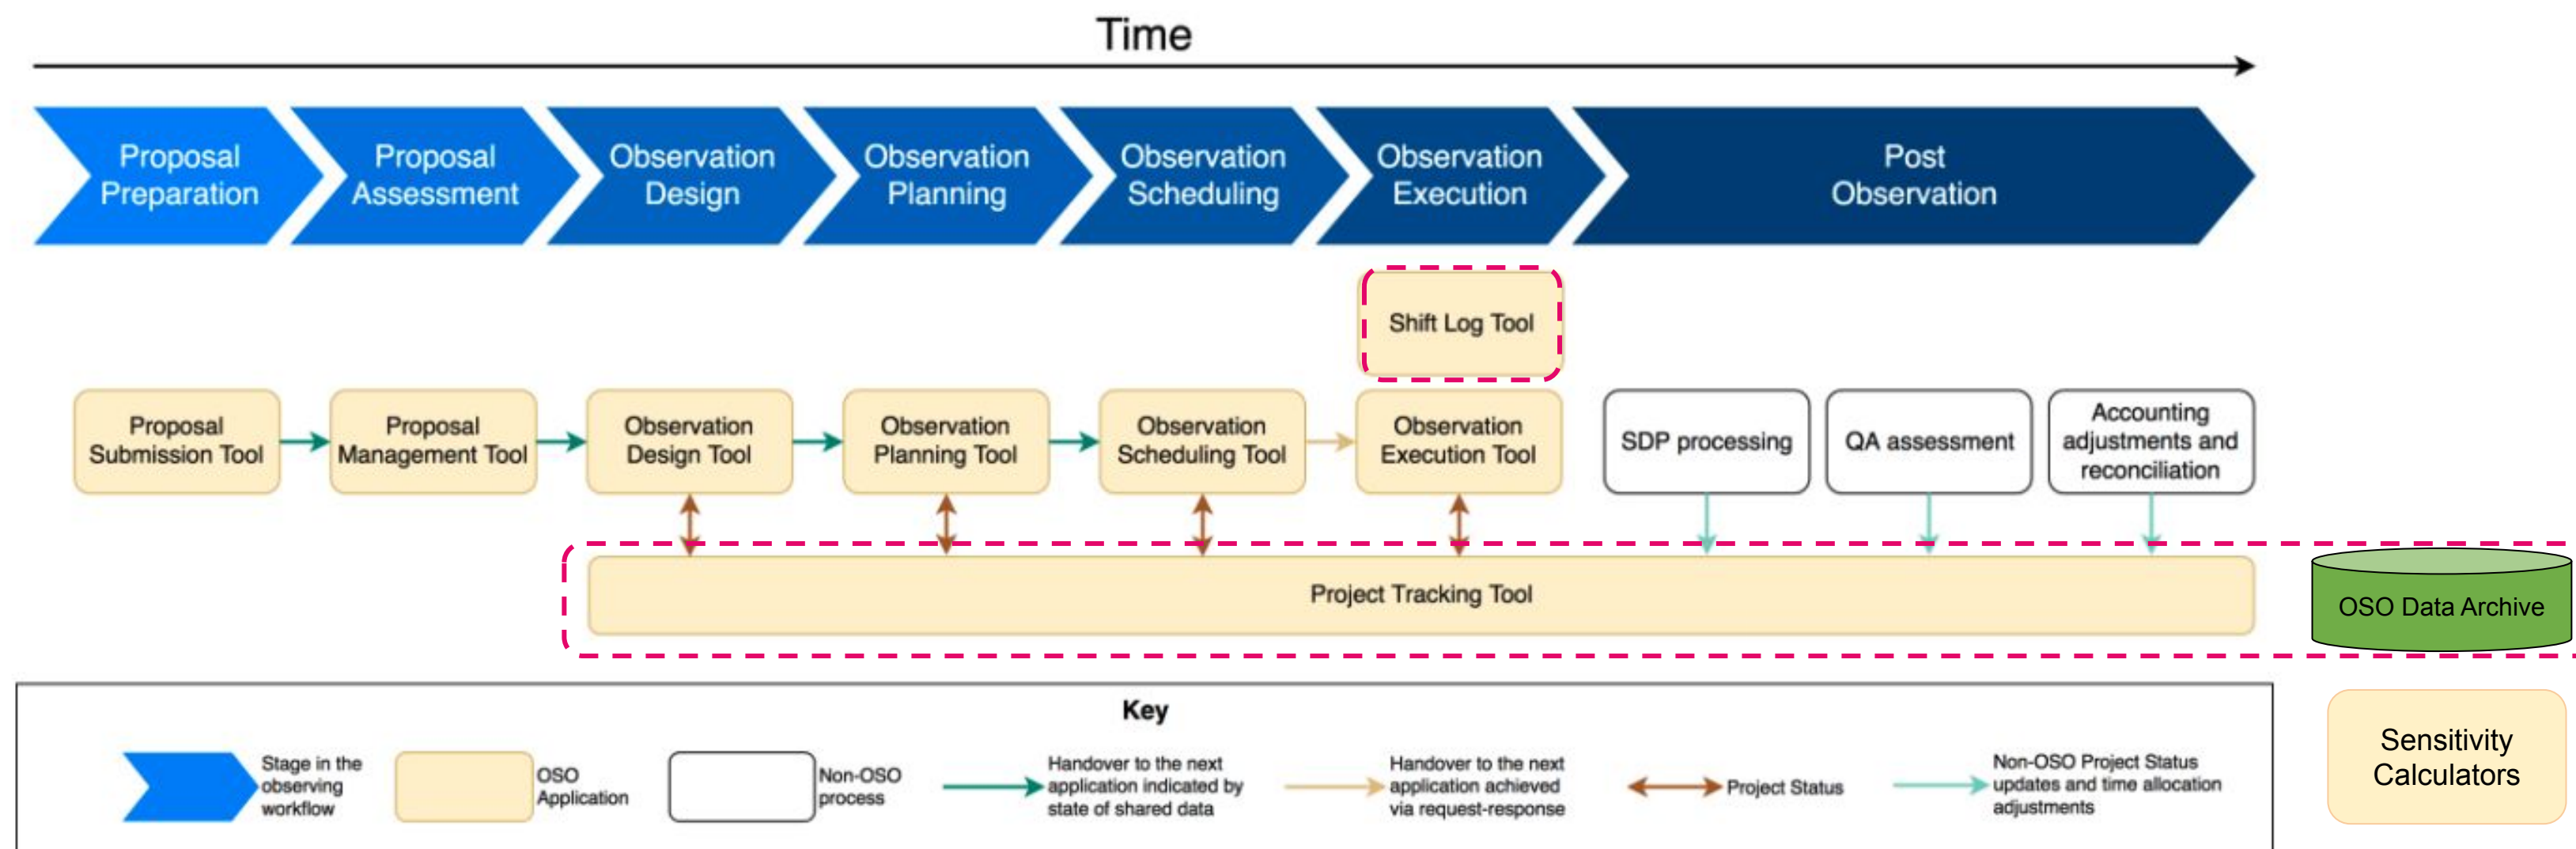 Time
Proposal
Preparation
Proposal
Assessment
Observation
Design
Observation
Planning
Observation
Scheduling
Observation
Execution
Post
Observation
Shift Log Tool
Proposal
Submission Tool
Proposal
Management Tool
Observation
Design Tool
Observation
Planning Tool
Observation
Scheduling Tool
Observation
Execution Tool
SDP processing
QA assessment
Accounting
adjustments and
reconciliation
Project Tracking Tool
OSO Data Archive
Key
Stage in the
observing
workflow
OSO
Application
Non-OSO
process
Handover to the next
application indicated by
state of shared data
Handover to the next
application achieved
via request-response
Project Status
Non-OSO Project Status
updates and time allocation
adjustments
Sensitivity
Calculators